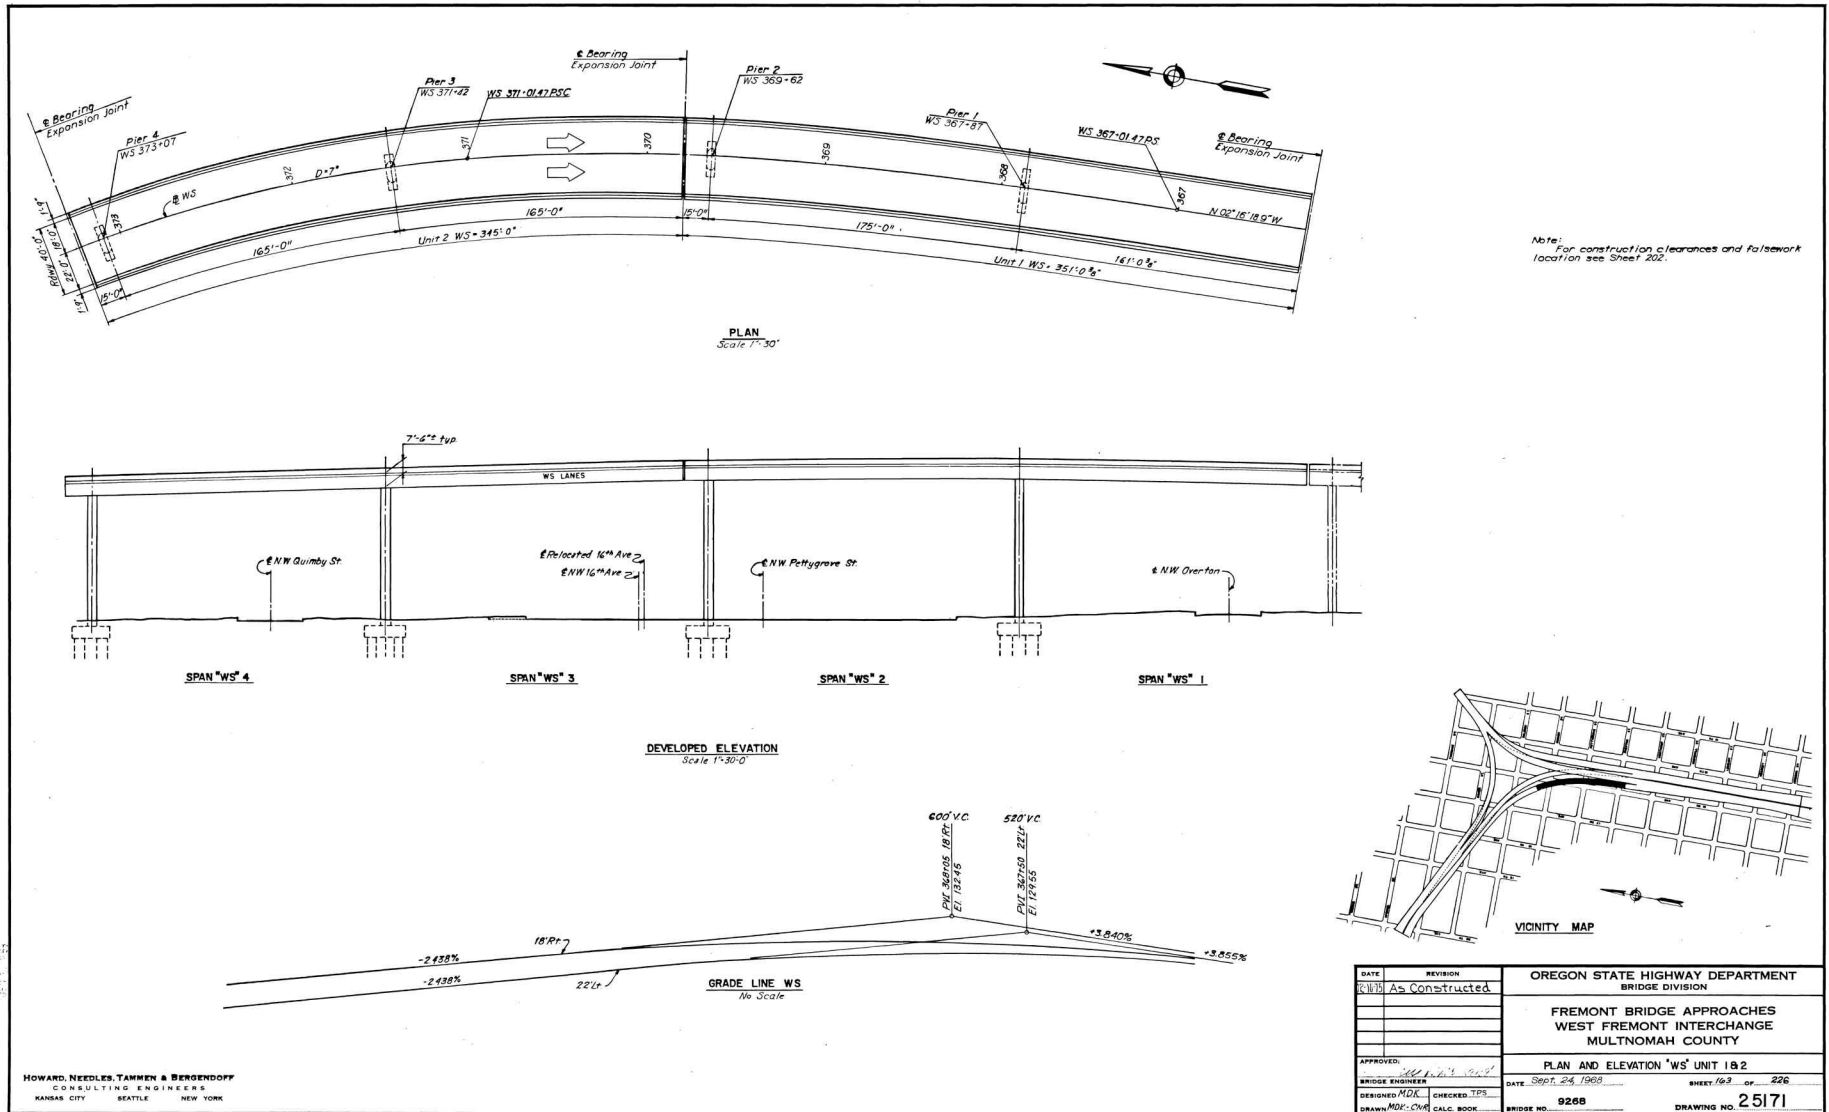 ℄ Bearing
Expansion Joint
Pier 4
WS 373+07
Pier 3
WS 371+42
WS 371+01.47 PSC
℄ Bearing
Expansion Joint
Pier 2
WS 369+62
Pier 1
WS 367+87
WS 367+01.47 PS
℄ Bearing
Expansion Joint
373
372
371
370
369
368
367
D=7°
℄ WS
N 02° 16' 18.9" W
1'-9"
18'-0"
22'-0"
Rdwy 40'-0"
1'-9"
15'-0"
165'-0"
165'-0"
15'-0"
175'-0"
161'-0⅜"
Unit 2 WS = 345'-0"
Unit 1 WS = 351'-0⅜"
PLAN
Scale 1"=30'
Note:
For construction clearances and falsework
location see Sheet 202.
7'-6"± typ.
WS LANES
℄ N.W. Quimby St.
℄ Relocated 16th Ave
℄ NW 16th Ave
℄ N.W. Pettygrove St.
℄ N.W. Overton
SPAN "WS" 4
SPAN "WS" 3
SPAN "WS" 2
SPAN "WS" 1
DEVELOPED ELEVATION
Scale 1"=30'-0"
600' V.C.
PVI 368+05 18' Rt
El. 132.45
520' V.C.
PVI 367+50 22' Lt
El. 129.55
18' Rt
-2.438%
-2.438%
22' Lt
+3.840%
+3.855%
GRADE LINE WS
No Scale
VICINITY MAP
HOWARD, NEEDLES, TAMMEN & BERGENDOFF
CONSULTING ENGINEERS
KANSAS CITY SEATTLE NEW YORK
DATE REVISION
As Constructed
APPROVED:
BRIDGE ENGINEER
DESIGNED MDK CHECKED TPS
DRAWN MDK-CNR CALC. BOOK
OREGON STATE HIGHWAY DEPARTMENT
BRIDGE DIVISION
FREMONT BRIDGE APPROACHES
WEST FREMONT INTERCHANGE
MULTNOMAH COUNTY
PLAN AND ELEVATION "WS" UNIT 1 & 2
DATE Sept. 24, 1968 SHEET 163 OF 226
BRIDGE NO. 9268 DRAWING NO. 25171